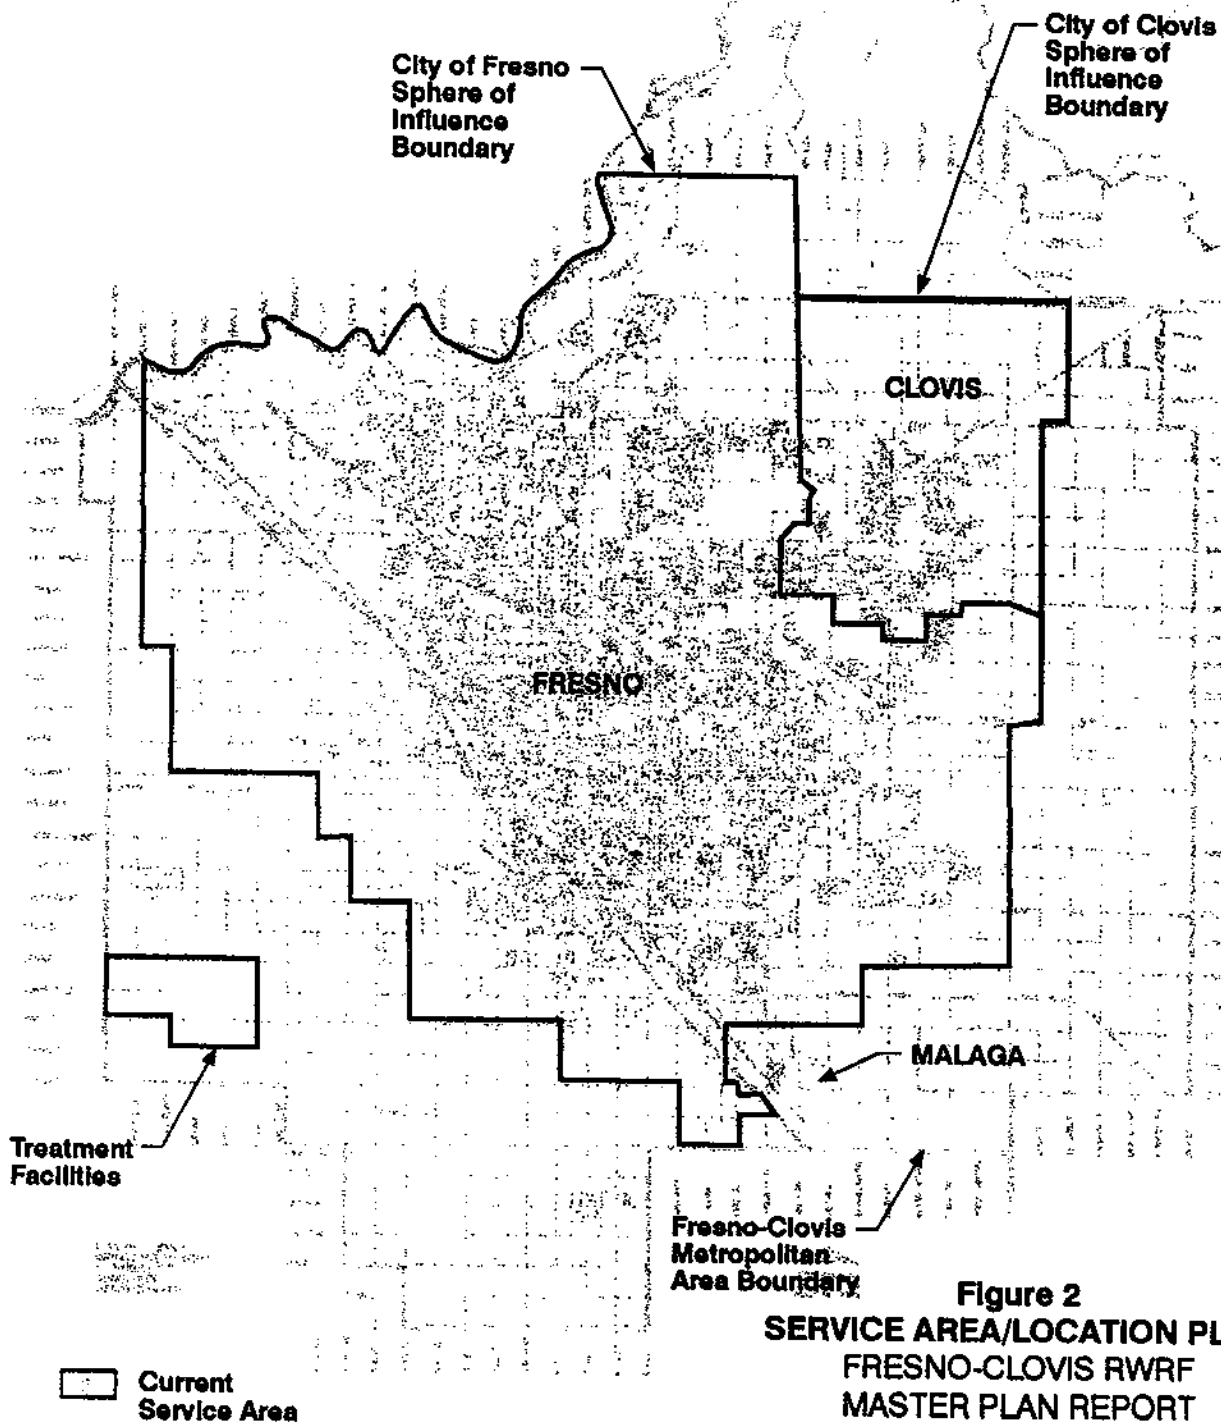 City of Fresno
Sphere of
Influence
Boundary
City of Clovis
Sphere of
Influence
Boundary
CLOVIS
FRESNO
MALAGA
Treatment
Facilities
Fresno-Clovis
Metropolitan
Area Boundary
Figure 2
SERVICE AREA/LOCATION PL
FRESNO-CLOVIS RWRF
MASTER PLAN REPORT
Current
Service Area